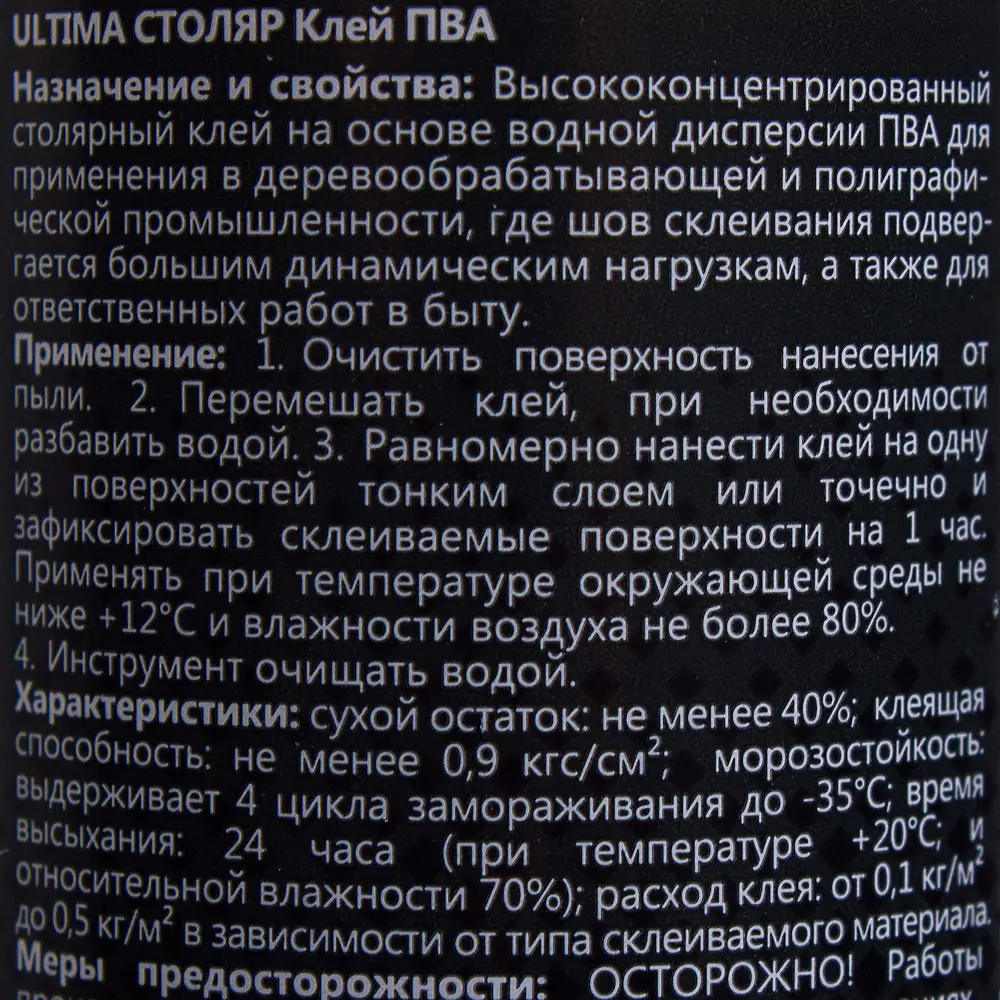 ULTIMA СТОЛЯР Клей ПВА
Назначение и свойства: Высококонцентрированный
столярный клей на основе водной дисперсии ПВА для
применения в деревообрабатывающей и полиграфи-
ческой промышленности, где шов склеивания подвер-
гается большим динамическим нагрузкам, а также для
ответственных работ в быту.
Применение: 1. Очистить поверхность нанесения от
пыли. 2. Перемешать клей, при необходимости
разбавить водой. 3. Равномерно нанести клей на одну
из поверхностей тонким слоем или точечно и
зафиксировать склеиваемые поверхности на 1 час.
Применять при температуре окружающей среды не
ниже +12°C и влажности воздуха не более 80%.
4. Инструмент очищать водой.
Характеристики: сухой остаток: не менее 40%; клеящая
способность: не менее 0,9 кгс/см²; морозостойкость:
выдерживает 4 цикла замораживания до -35°C; время
высыхания: 24 часа (при температуре +20°C; и
относительной влажности 70%); расход клея: от 0,1 кг/м²
до 0,5 кг/м² в зависимости от типа склеиваемого материала.
Меры предосторожности: ОСТОРОЖНО! Работы